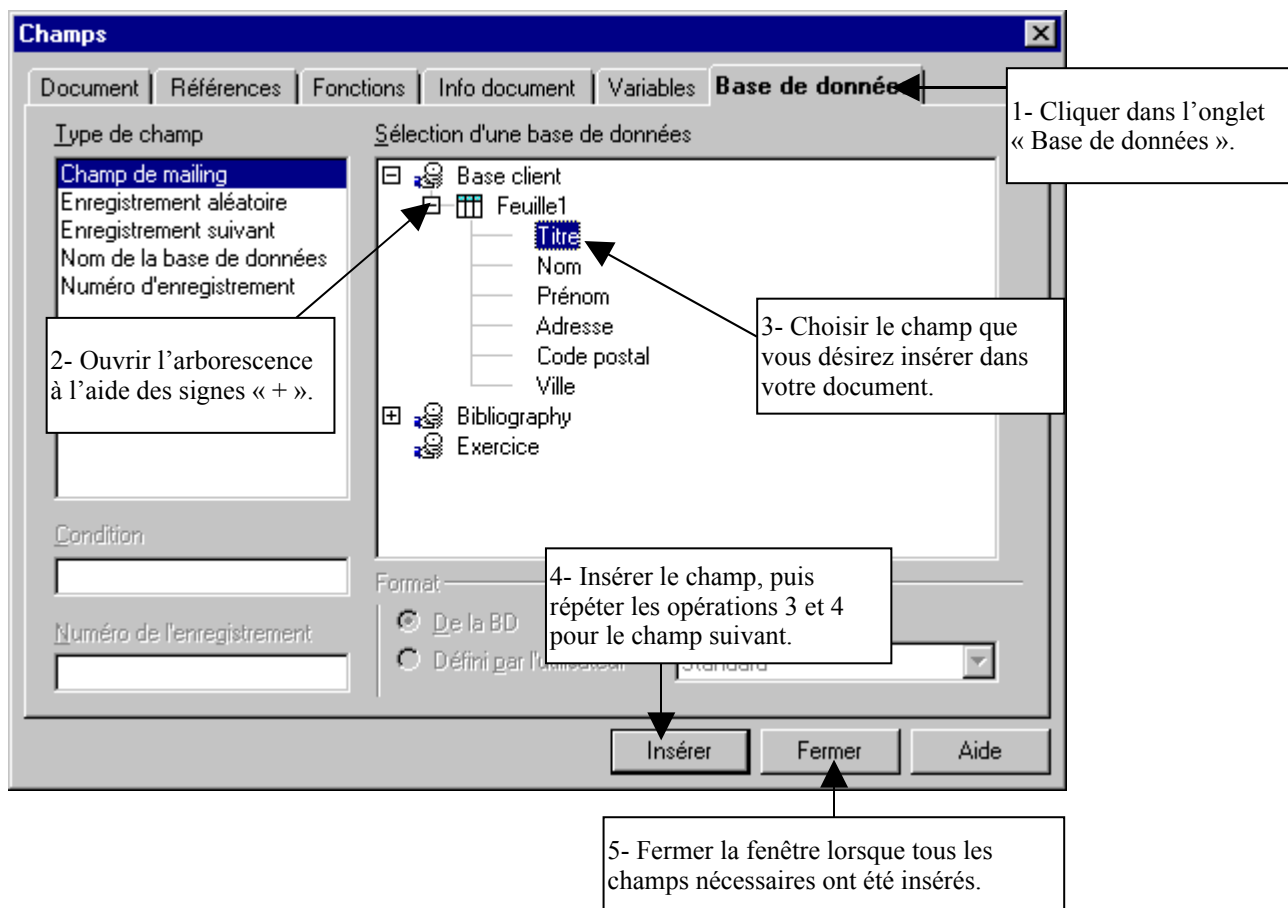 Champs
Document Références Fonctions Info document Variables Base de donnée
1- Cliquer dans l'onglet
« Base de données ».
Type de champ
Champ de mailing
Enregistrement aléatoire
Enregistrement suivant
Nom de la base de données
Numéro d'enregistrement
2- Ouvrir l'arborescence
à l'aide des signes « + ».
Sélection d'une base de données
Base client
Feuille1
Titre
Nom
Prénom
Adresse
Code postal
Ville
Bibliography
Exercice
3- Choisir le champ que
vous désirez insérer dans
votre document.
Condition
Numéro de l'enregistrement
Format
De la BD
Défini par l'utilisateur
Standard
4- Insérer le champ, puis
répéter les opérations 3 et 4
pour le champ suivant.
Insérer Fermer Aide
5- Fermer la fenêtre lorsque tous les
champs nécessaires ont été insérés.